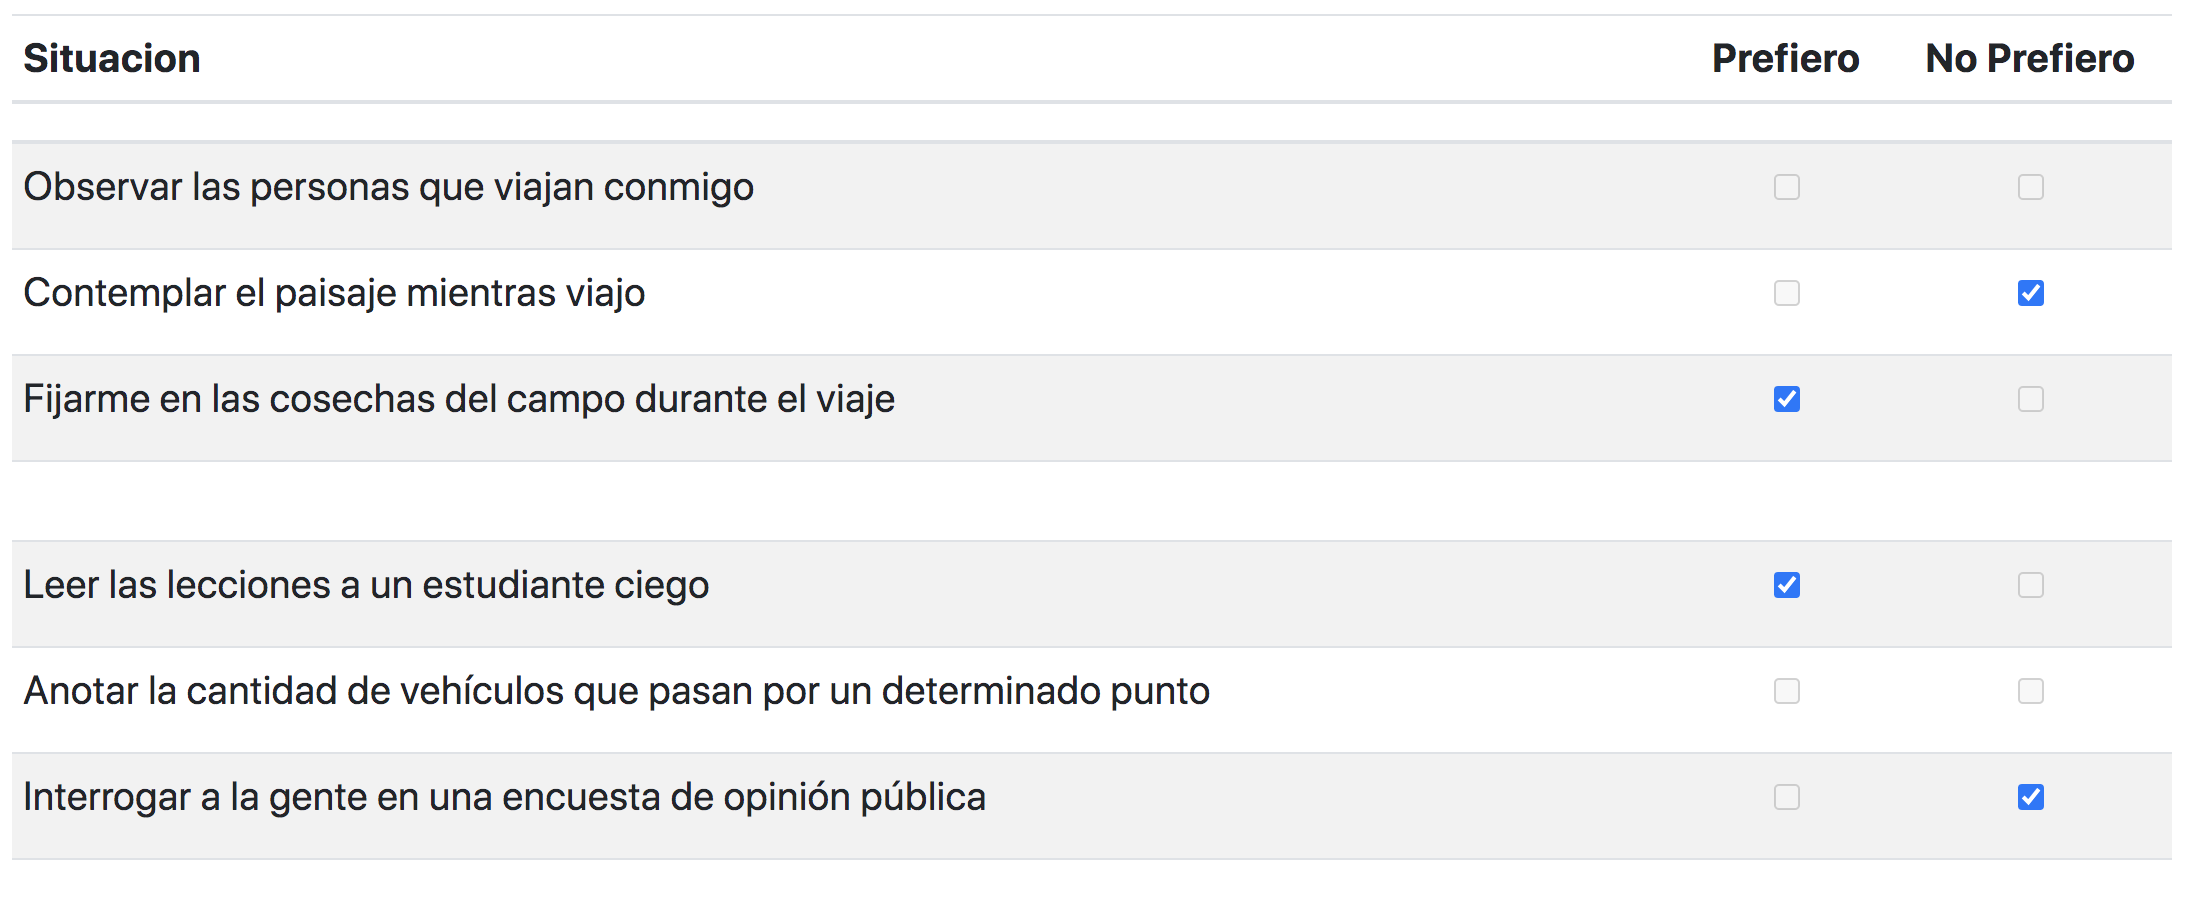 Situacion Prefiero No Prefiero
Observar las personas que viajan conmigo
Contemplar el paisaje mientras viajo
Fijarme en las cosechas del campo durante el viaje
Leer las lecciones a un estudiante ciego
Anotar la cantidad de vehículos que pasan por un determinado punto
Interrogar a la gente en una encuesta de opinión pública